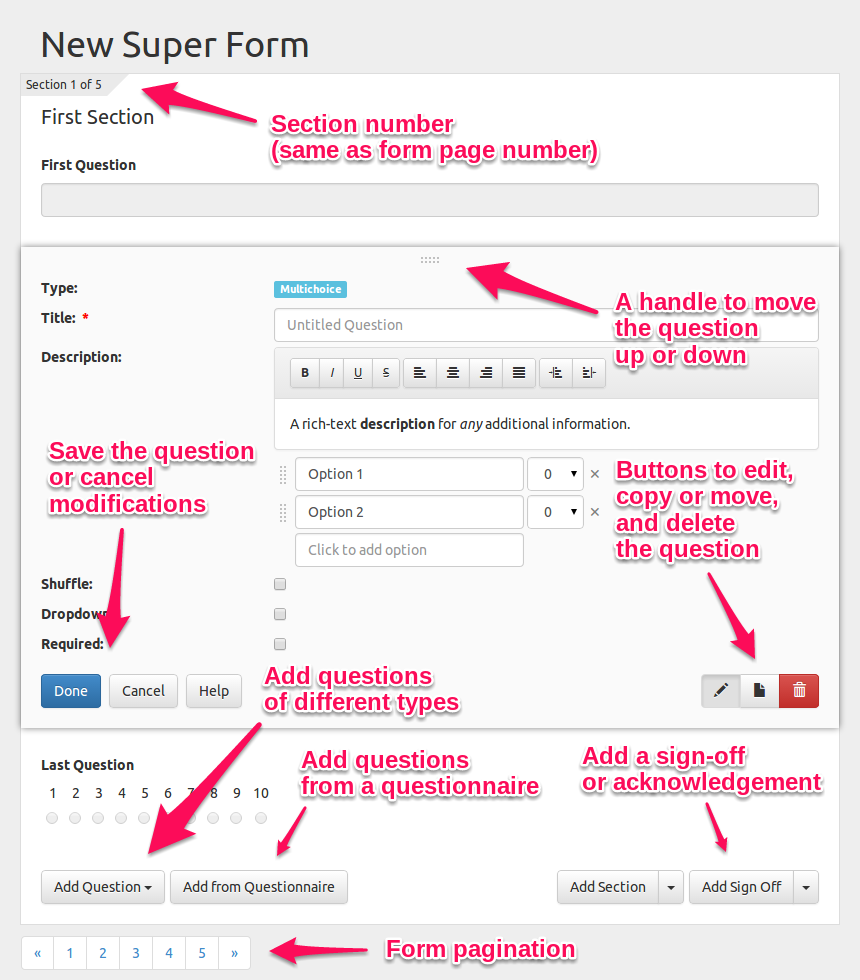 New Super Form
Section 1 of 5
First Section
Section number
(same as form page number)
First Question
Type:
Multichoice
Title: *
Untitled Question
A handle to move
the question
up or down
Description:
B I U S
A rich-text description for any additional information.
Save the question
or cancel
modifications
Option 1
0
×
Option 2
0
×
Click to add option
Buttons to edit,
copy or move,
and delete
the question
Shuffle:
Dropdown
Required:
Done
Cancel
Help
Add questions
of different types
Last Question
1 2 3 4 5 6 7 8 9 10
Add questions
from a questionnaire
Add a sign-off
or acknowledgement
Add Question
Add from Questionnaire
Add Section
Add Sign Off
« 1 2 3 4 5 »
Form pagination